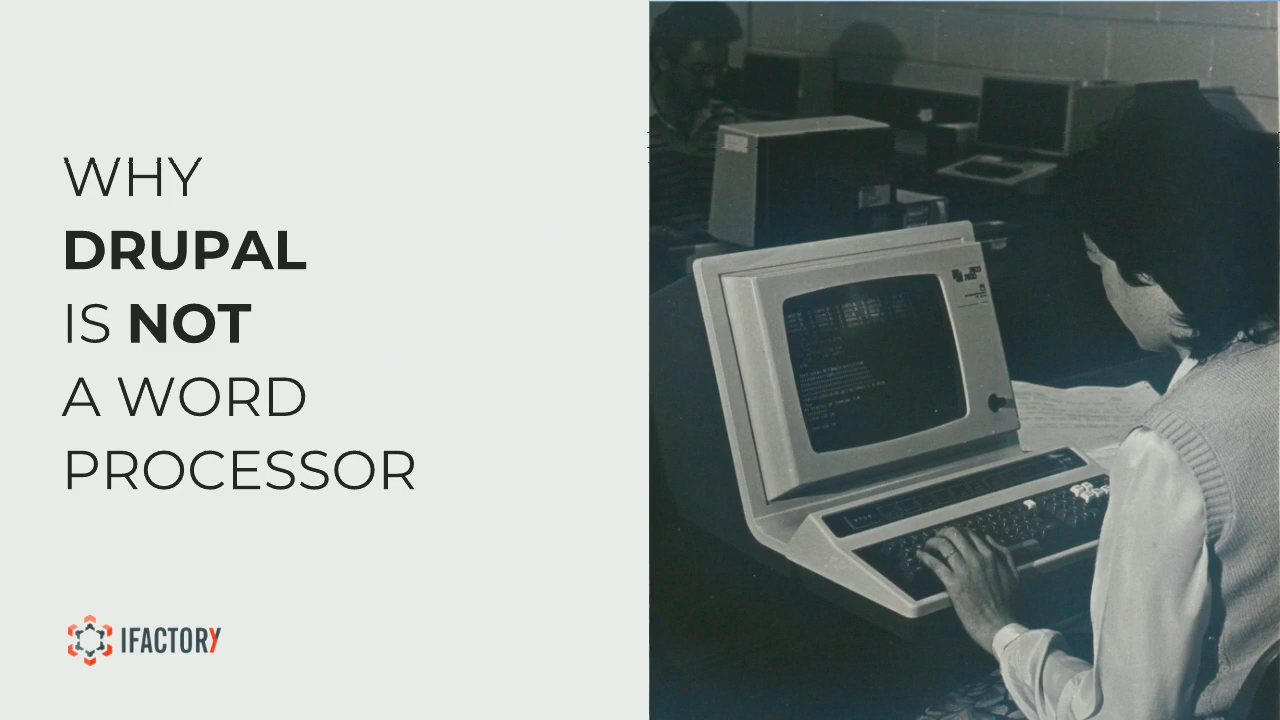 WHY
DRUPAL
IS NOT
A WORD
PROCESSOR
IFACTORY